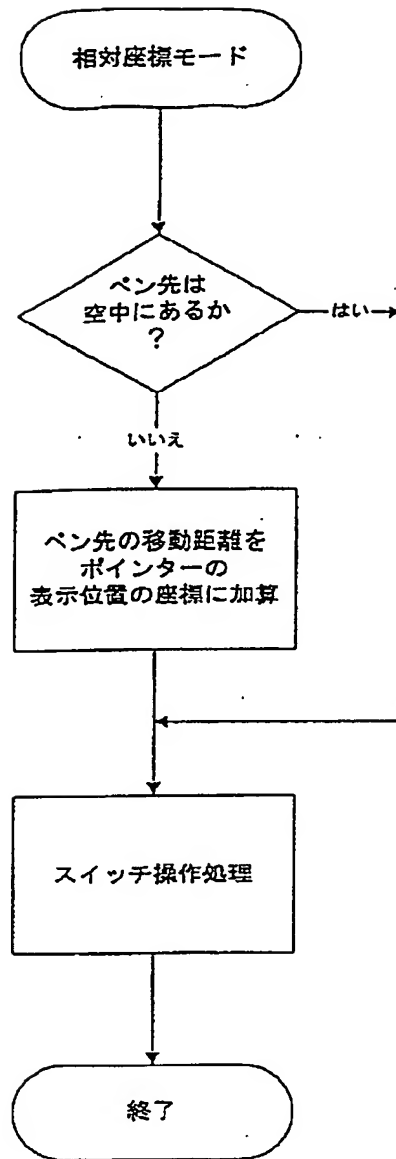 相対座標モード
ペン先は
空中にあるか
?
はい
いいえ
ペン先の移動距離を
ポインターの
表示位置の座標に加算
スイッチ操作処理
終了